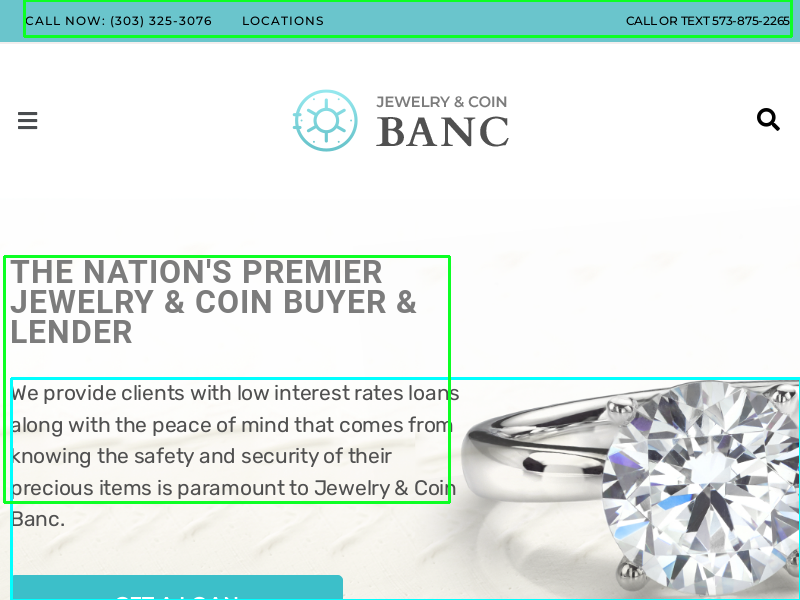 CALL NOW: (303) 325-3076 LOCATIONS CALL OR TEXT 573-875-2265
JEWELRY & COIN
BANC
THE NATION'S PREMIER
JEWELRY & COIN BUYER &
LENDER
We provide clients with low interest rates loans
along with the peace of mind that comes from
knowing the safety and security of their
precious items is paramount to Jewelry & Coin
Banc.
GET A LOAN